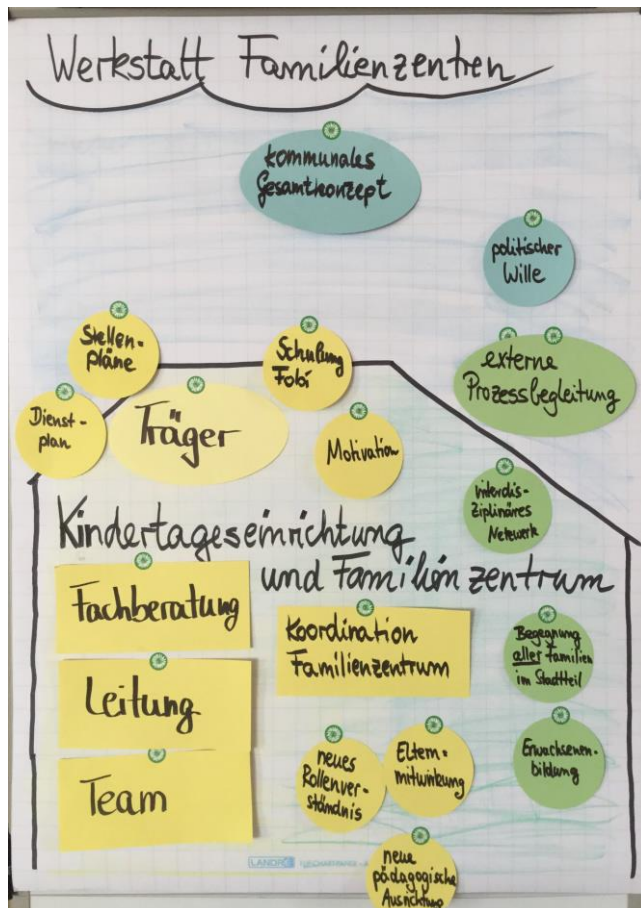 Werkstatt Familienzentren
kommunales
Gesamtkonzept
politischer
Wille
Stellen-
pläne
Schulung
Fobi
externe
Prozessbegleitung
Dienst-
plan
Träger
Motivation
interdis-
ziplinäres
Netzwerk
Kindertageseinrichtung
und Familienzentrum
Fachberatung
Koordination
Familienzentrum
Begegnung
aller Familien
im Stadtteil
Leitung
neues
Rollenver-
ständnis
Eltern-
mitwirkung
Erwachsenen-
bildung
Team
neue
pädagogische
Ausrichtung
LANDRÉ